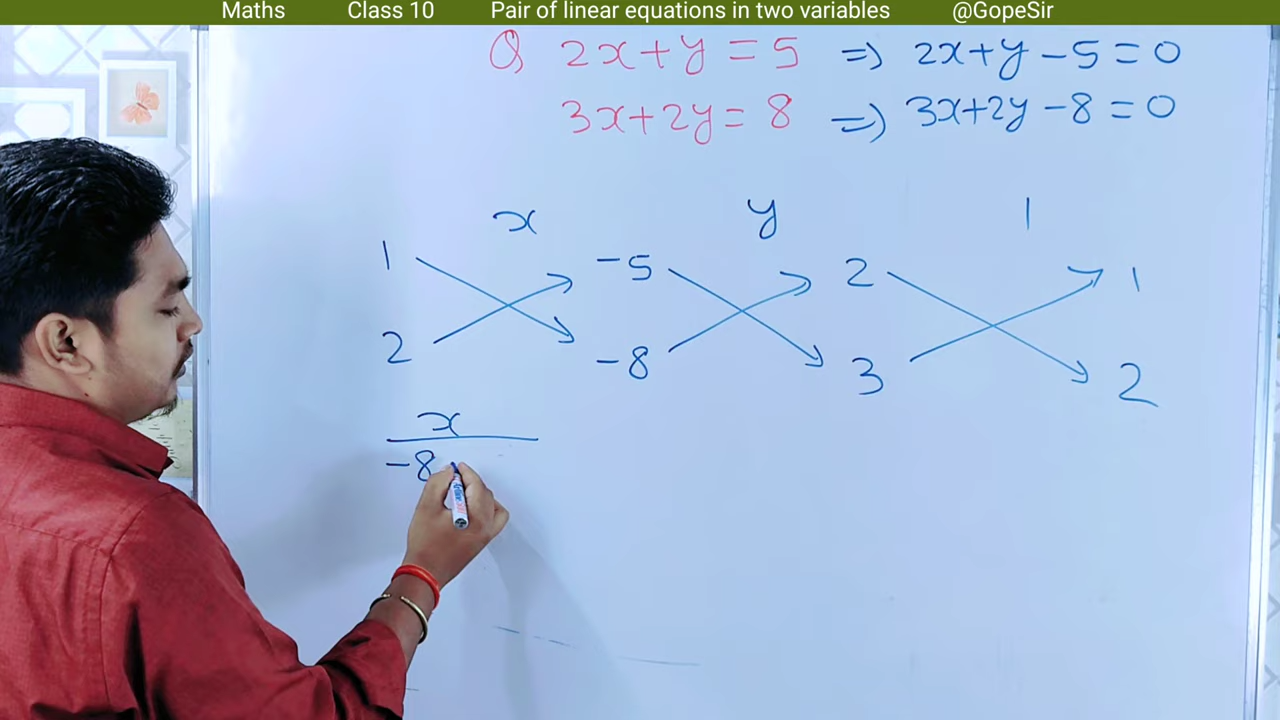 Maths Class 10 Pair of linear equations in two variables @GopeSir
Q 2x+y = 5 => 2x+y-5=0
3x+2y= 8 => 3x+2y-8=0
x y 1
1 -5 2 1
2 -8 3 2
x
-8